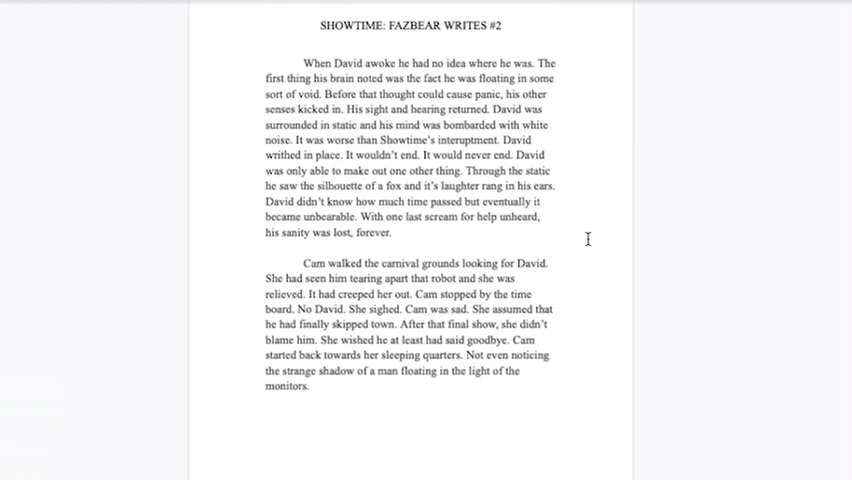 SHOWTIME: FAZBEAR WRITES #2
When David awoke he had no idea where he was. The
first thing his brain noted was the fact he was floating in some
sort of void. Before that thought could cause panic, his other
senses kicked in. His sight and hearing returned. David was
surrounded in static and his mind was bombarded with white
noise. It was worse than Showtime's interuptment. David
writhed in place. It wouldn't end. It would never end. David
was only able to make out one other thing. Through the static
he saw the silhouette of a fox and it's laughter rang in his ears.
David didn't know how much time passed but eventually it
became unbearable. With one last scream for help unheard,
his sanity was lost, forever.
Cam walked the carnival grounds looking for David.
She had seen him tearing apart that robot and she was
relieved. It had creeped her out. Cam stopped by the time
board. No David. She sighed. Cam was sad. She assumed that
he had finally skipped town. After that final show, she didn't
blame him. She wished he at least had said goodbye. Cam
started back towards her sleeping quarters. Not even noticing
the strange shadow of a man floating in the light of the
monitors.